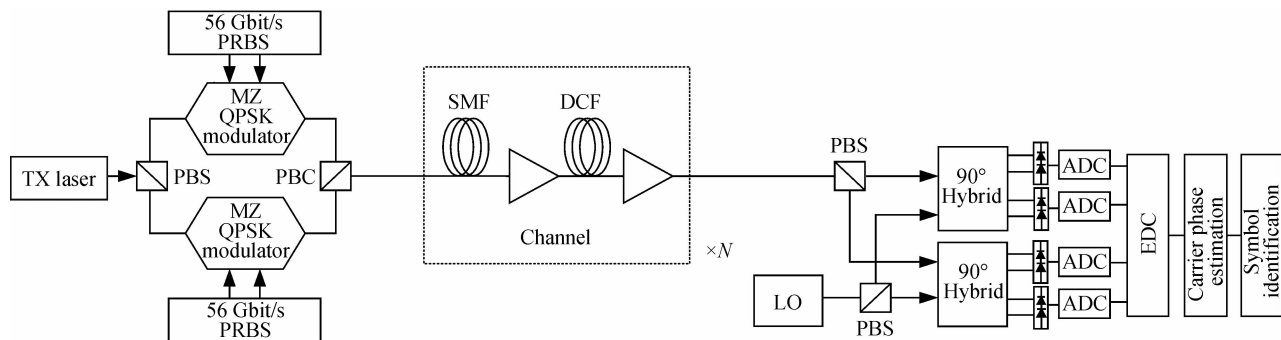 56 Gbit/s
PRBS
MZ
QPSK
modulator
TX laser
PBS
PBC
MZ
QPSK
modulator
56 Gbit/s
PRBS
SMF
DCF
Channel
×N
PBS
LO
PBS
90°
Hybrid
90°
Hybrid
ADC
ADC
ADC
ADC
EDC
Carrier phase
estimation
Symbol
identification